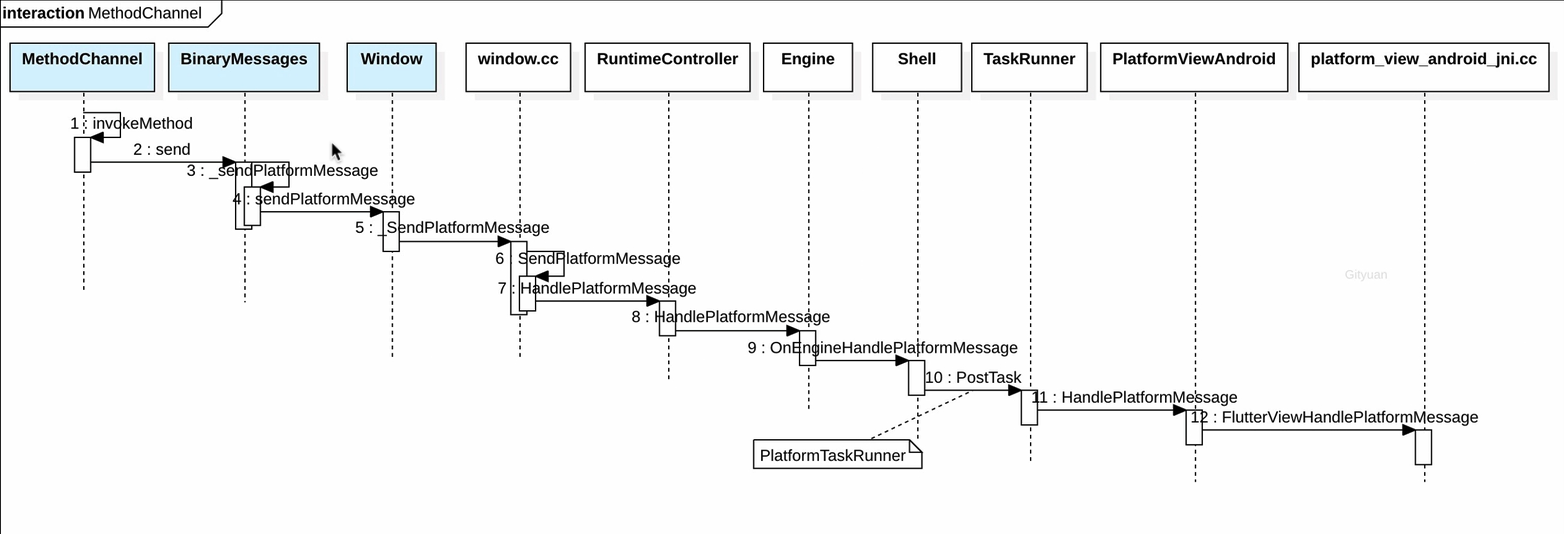 interaction MethodChannel
MethodChannel
BinaryMessages
Window
window.cc
RuntimeController
Engine
Shell
TaskRunner
PlatformViewAndroid
platform_view_android_jni.cc
1 : invokeMethod
2 : send
3 : _sendPlatformMessage
4 : sendPlatformMessage
5 : _SendPlatformMessage
6 : SendPlatformMessage
Gityuan
7 : HandlePlatformMessage
8 : HandlePlatformMessage
9 : OnEngineHandlePlatformMessage
10 : PostTask
11 : HandlePlatformMessage
12 : FlutterViewHandlePlatformMessage
PlatformTaskRunner